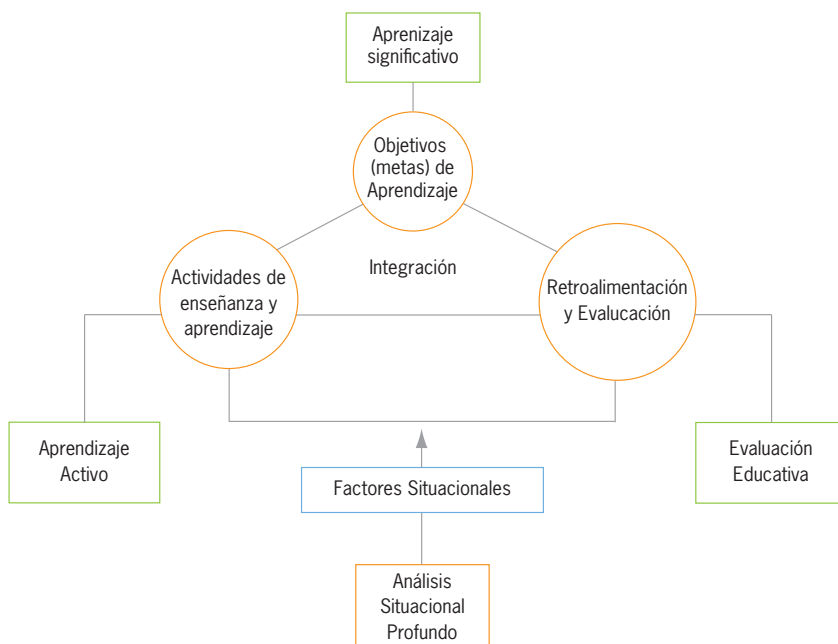 Aprenizaje
significativo
Objetivos
(metas) de
Aprendizaje
Integración
Actividades de
enseñanza y
aprendizaje
Retroalimentación
y Evalucación
Aprendizaje
Activo
Evaluación
Educativa
Factores Situacionales
Análisis
Situacional
Profundo